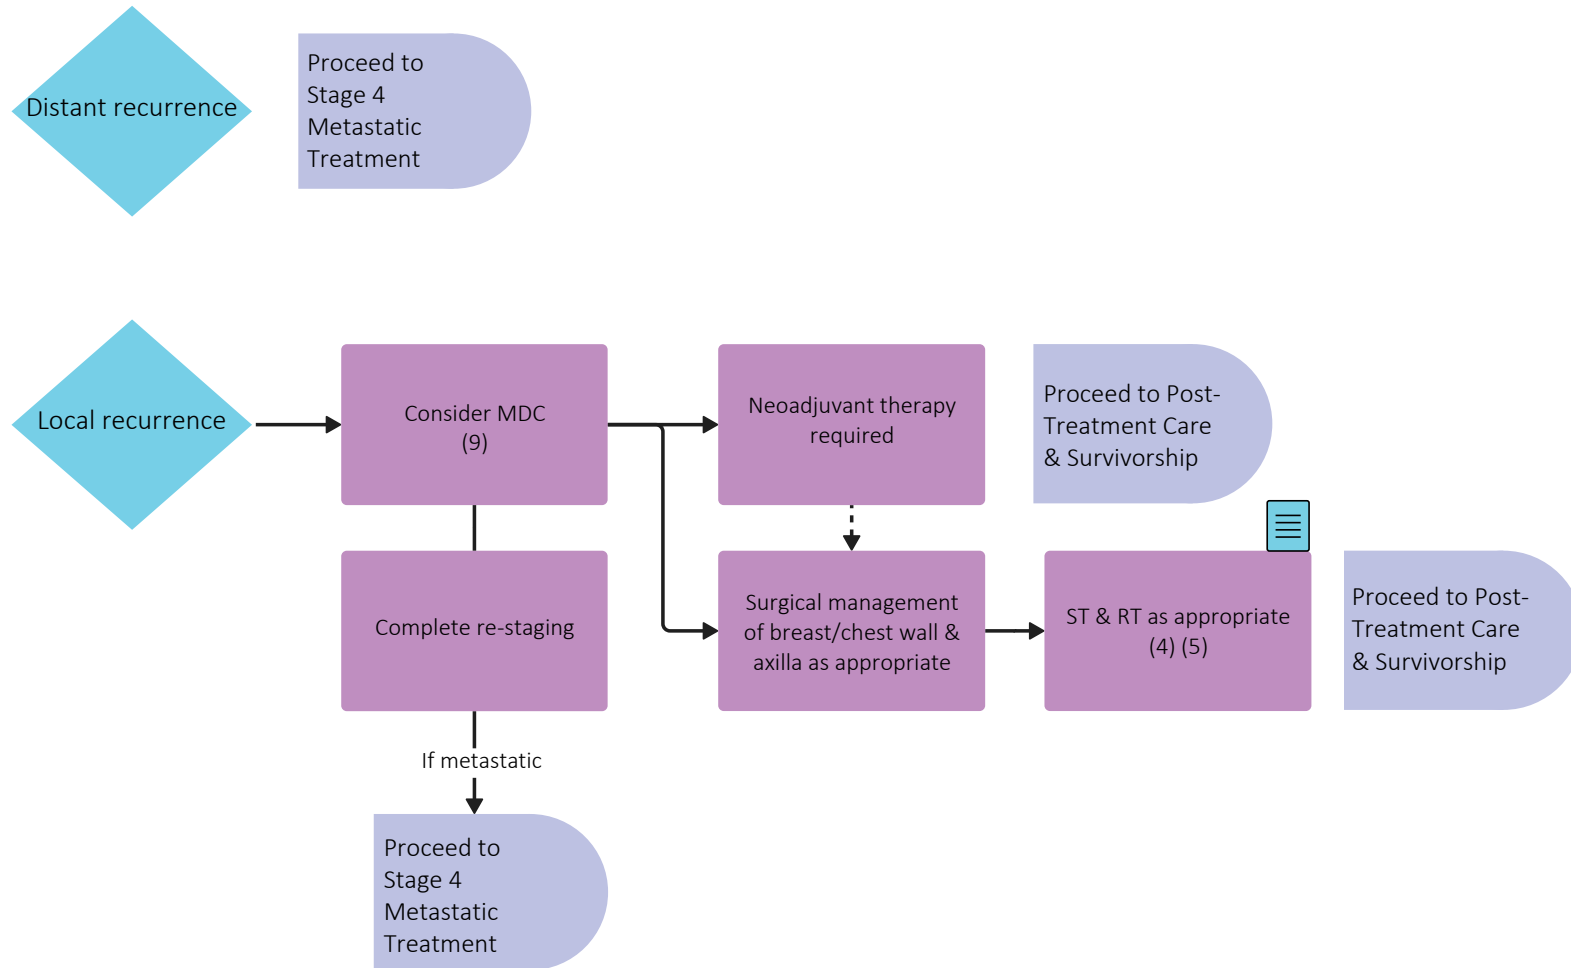 Distant recurrence
Proceed to
Stage 4
Metastatic
Treatment
Local recurrence
Consider MDC
(9)
Neoadjuvant therapy
required
Proceed to Post-
Treatment Care
& Survivorship
Complete re-staging
Surgical management
of breast/chest wall &
axilla as appropriate
ST & RT as appropriate
(4) (5)
Proceed to Post-
Treatment Care
& Survivorship
If metastatic
Proceed to
Stage 4
Metastatic
Treatment